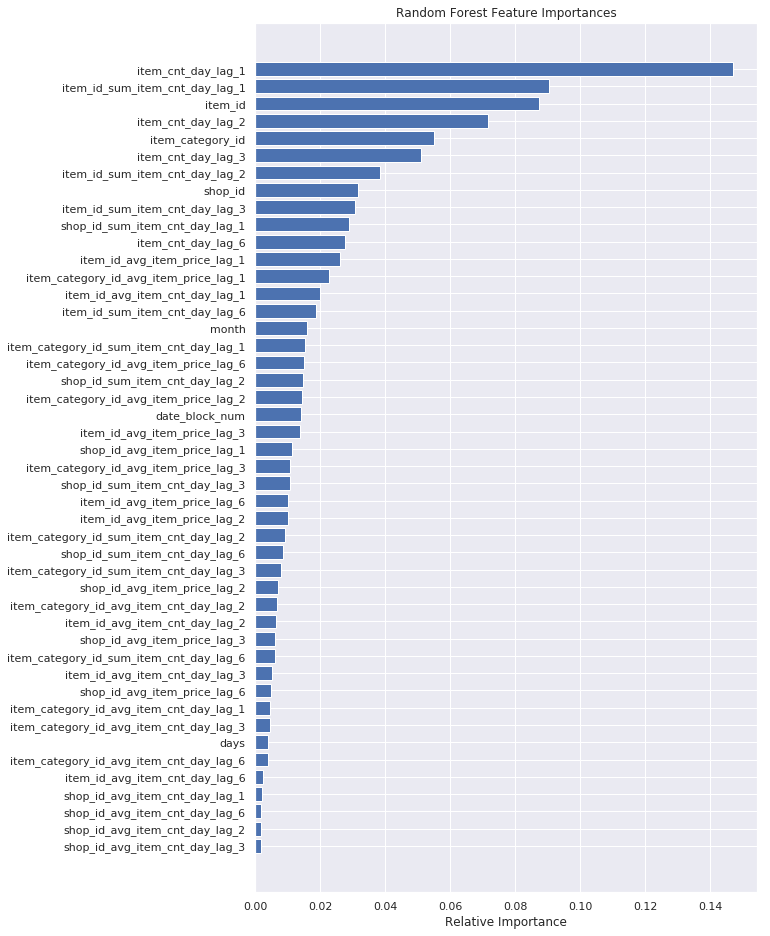 Random Forest Feature Importances
item_cnt_day_lag_1
item_id_sum_item_cnt_day_lag_1
item_id
item_cnt_day_lag_2
item_category_id
item_cnt_day_lag_3
item_id_sum_item_cnt_day_lag_2
shop_id
item_id_sum_item_cnt_day_lag_3
shop_id_sum_item_cnt_day_lag_1
item_cnt_day_lag_6
item_id_avg_item_price_lag_1
item_category_id_avg_item_price_lag_1
item_id_avg_item_cnt_day_lag_1
item_id_sum_item_cnt_day_lag_6
month
item_category_id_sum_item_cnt_day_lag_1
item_category_id_avg_item_price_lag_6
shop_id_sum_item_cnt_day_lag_2
item_category_id_avg_item_price_lag_2
date_block_num
item_id_avg_item_price_lag_3
shop_id_avg_item_price_lag_1
item_category_id_avg_item_price_lag_3
shop_id_sum_item_cnt_day_lag_3
item_id_avg_item_price_lag_6
item_id_avg_item_price_lag_2
item_category_id_sum_item_cnt_day_lag_2
shop_id_sum_item_cnt_day_lag_6
item_category_id_sum_item_cnt_day_lag_3
shop_id_avg_item_price_lag_2
item_category_id_avg_item_cnt_day_lag_2
item_id_avg_item_cnt_day_lag_2
shop_id_avg_item_price_lag_3
item_category_id_sum_item_cnt_day_lag_6
item_id_avg_item_cnt_day_lag_3
shop_id_avg_item_price_lag_6
item_category_id_avg_item_cnt_day_lag_1
item_category_id_avg_item_cnt_day_lag_3
days
item_category_id_avg_item_cnt_day_lag_6
item_id_avg_item_cnt_day_lag_6
shop_id_avg_item_cnt_day_lag_1
shop_id_avg_item_cnt_day_lag_6
shop_id_avg_item_cnt_day_lag_2
shop_id_avg_item_cnt_day_lag_3
0.00 0.02 0.04 0.06 0.08 0.10 0.12 0.14
Relative Importance